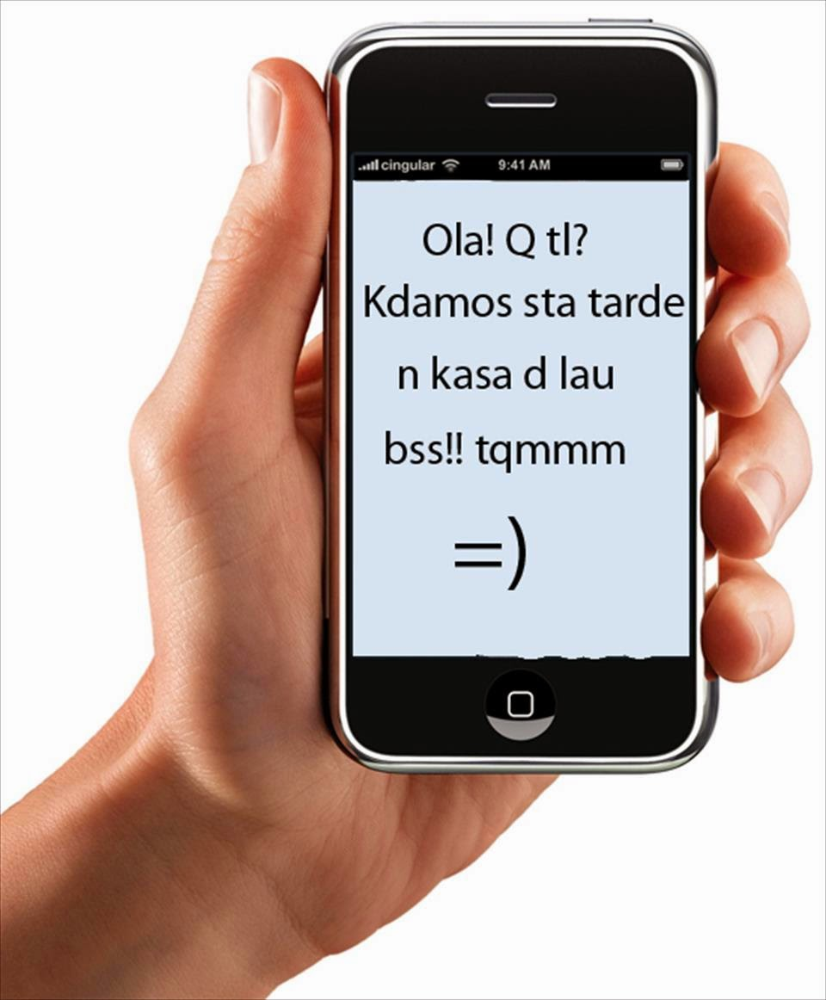 cingular 9:41 AM
Ola! Q tl?
Kdamos sta tarde
n kasa d lau
bss!! tqmmm
=)